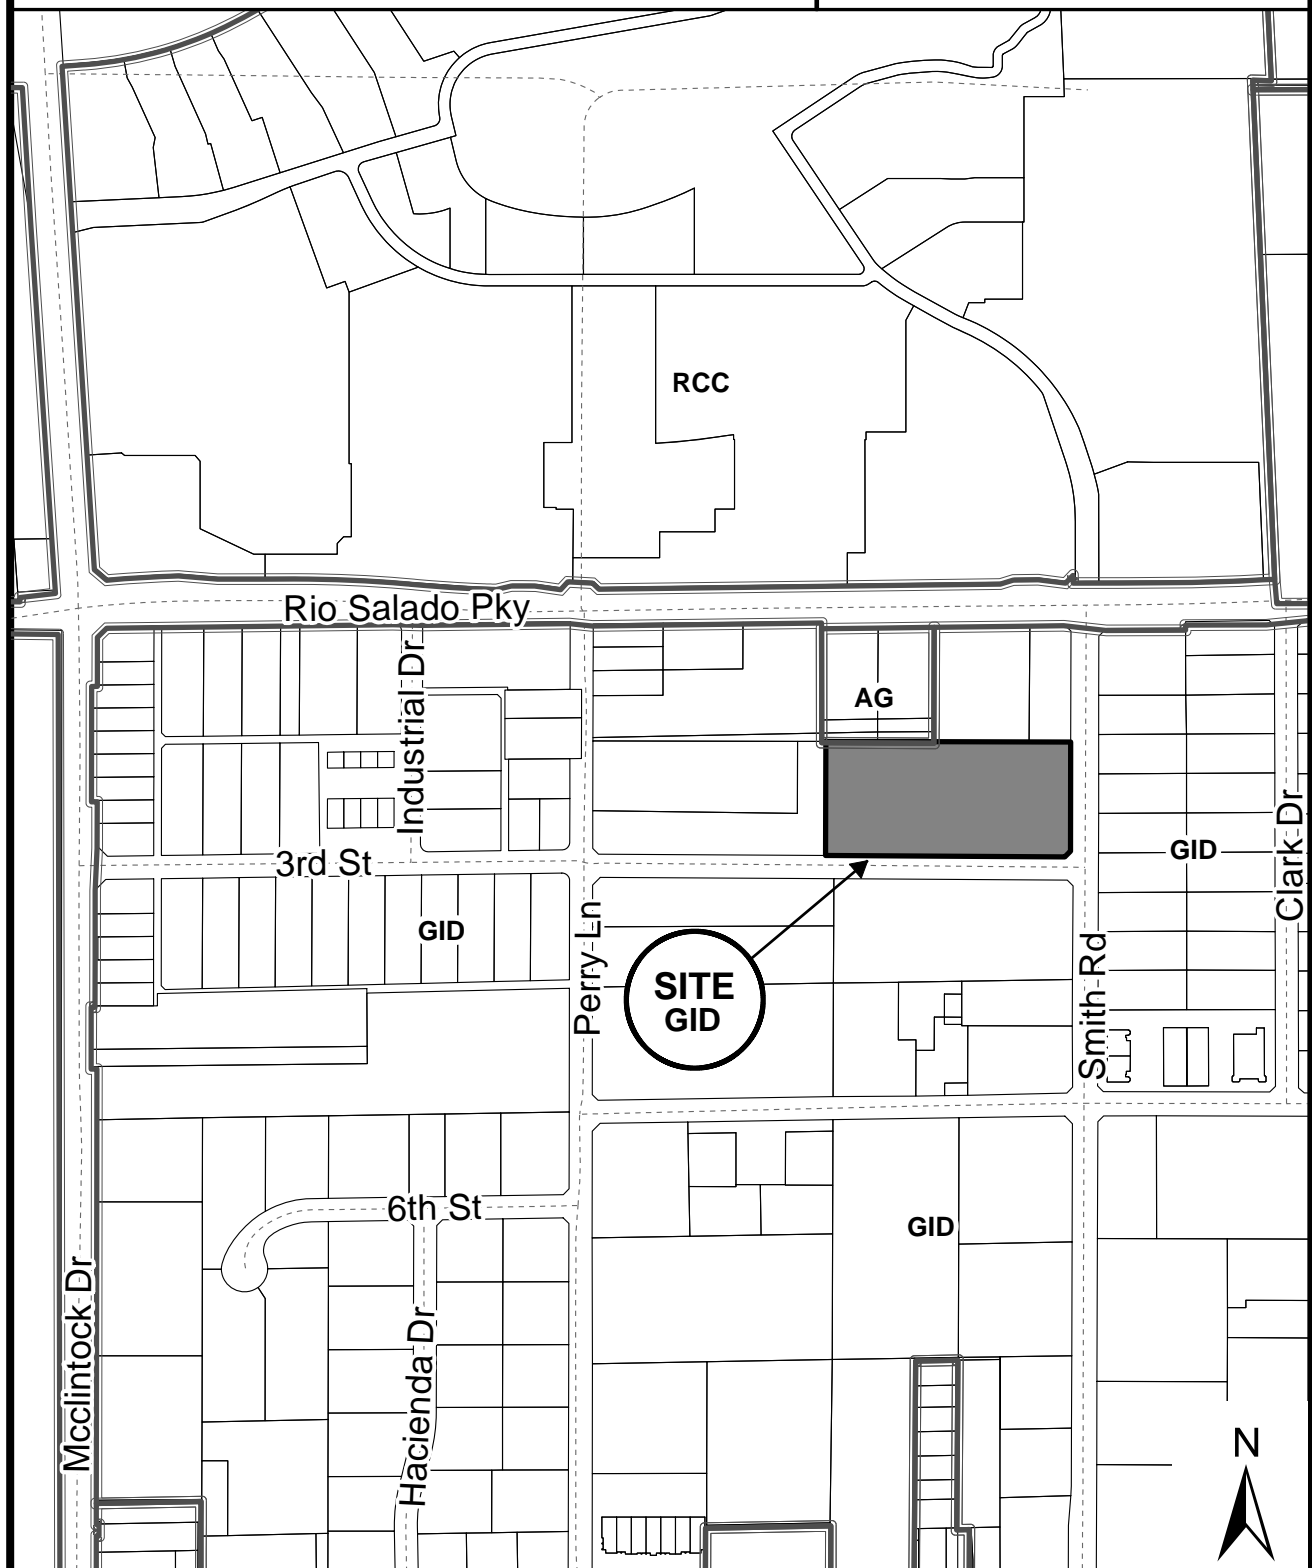 RCC
Rio Salado Pky
Industrial Dr
AG
3rd St
GID
Clark Dr
GID
Perry Ln
SITE
GID
Smith Rd
6th St
GID
Mcclintock Dr
Hacienda Dr
N